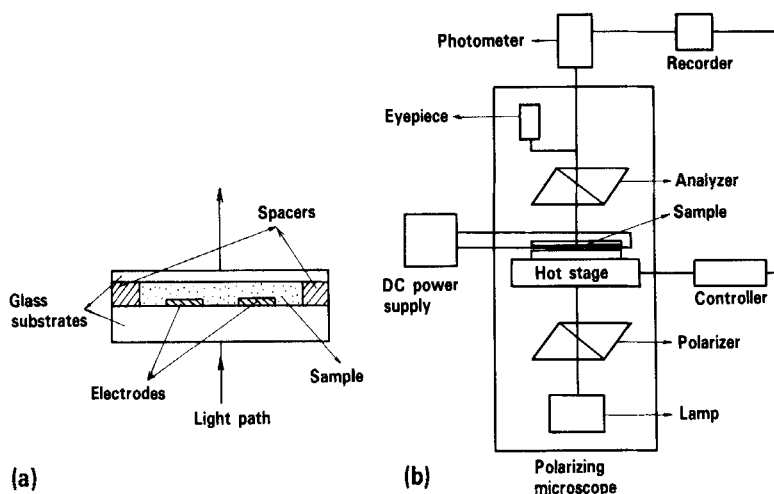 Spacers
Glass
substrates
Electrodes
Sample
Light path
(a)
Photometer
Recorder
Eyepiece
Analyzer
Sample
DC power
supply
Hot stage
Controller
Polarizer
Lamp
(b)
Polarizing
microscope